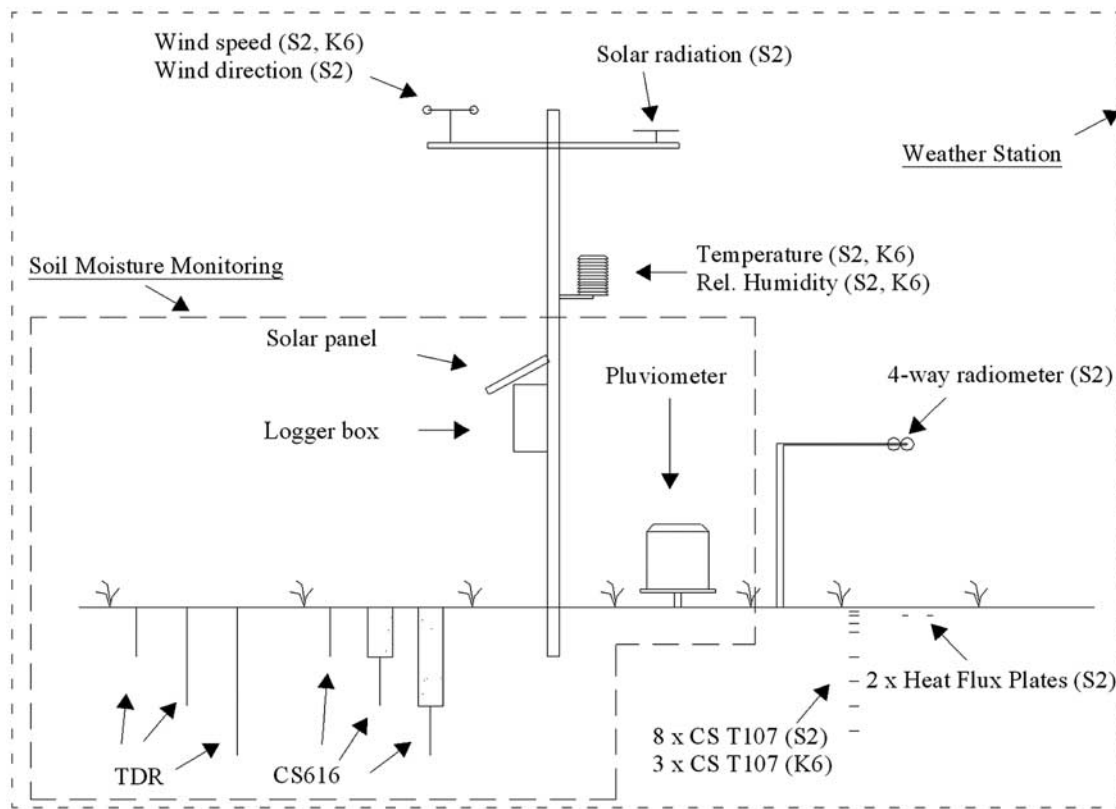 Wind speed (S2, K6)
Wind direction (S2)
Solar radiation (S2)
Weather Station
Soil Moisture Monitoring
Temperature (S2, K6)
Rel. Humidity (S2, K6)
Solar panel
Pluviometer
4-way radiometer (S2)
Logger box
2 x Heat Flux Plates (S2)
8 x CS T107 (S2)
3 x CS T107 (K6)
TDR
CS616